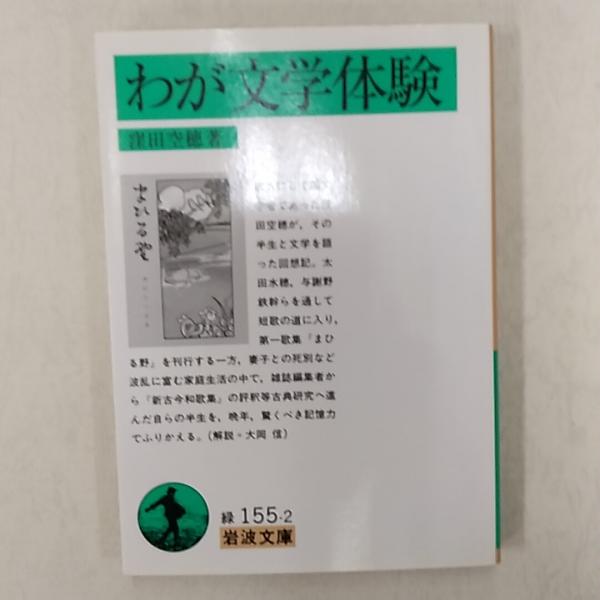 わが文学体験
窪田空穂著
まひる野
田空穂が、その
半生と文学を語
った回想記。太
田水穂、与謝野
鉄幹らを通して
短歌の道に入り、
第一歌集『まひ
る野』を刊行する一方、妻子との死別など
波乱に富む家庭生活の中で、雑誌編集者か
ら『新古今和歌集』の評釈等古典研究へ進
んだ自らの半生を、晩年、驚くべき記憶力
でふりかえる。(解説・大岡 信)
緑 155-2
岩波文庫